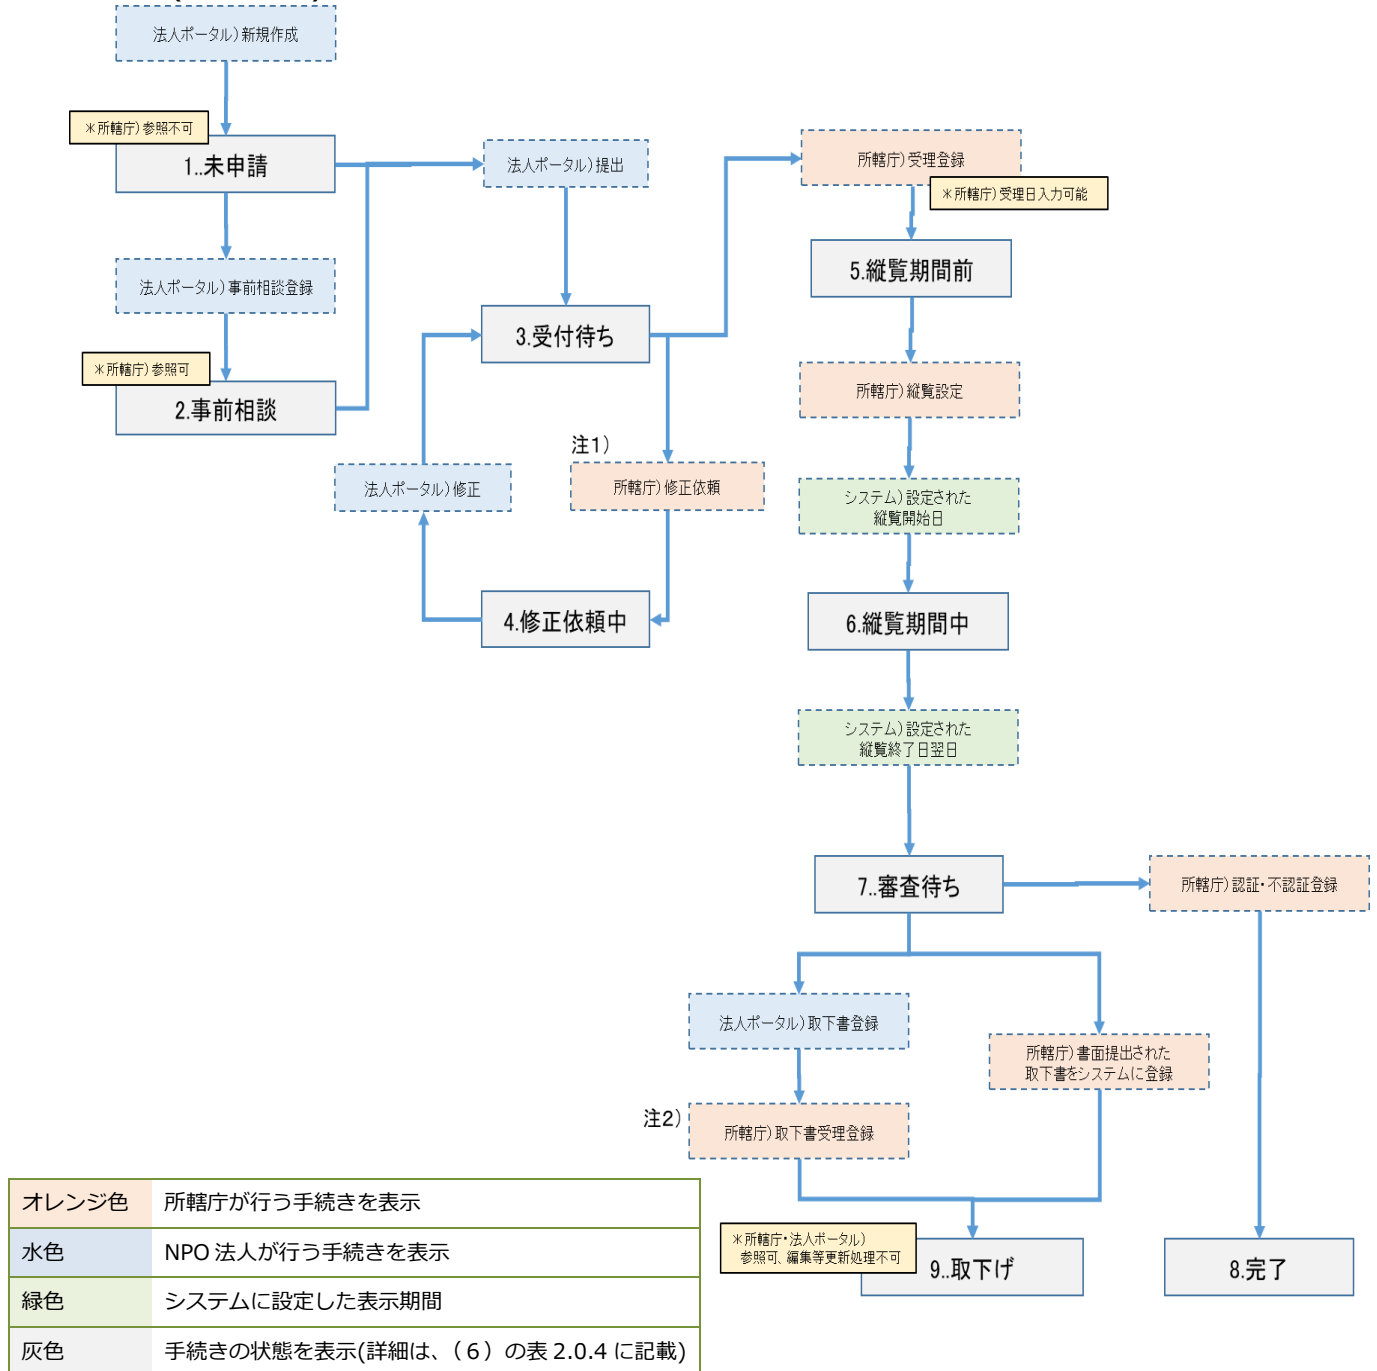 法人ポータル）新規作成
＊所轄庁）参照不可
1..未申請
法人ポータル）事前相談登録
＊所轄庁）参照可
2.事前相談
法人ポータル）提出
3.受付待ち
注1）
所轄庁）修正依頼
法人ポータル）修正
4.修正依頼中
所轄庁）受理登録
＊所轄庁）受理日入力可能
5.縦覧期間前
所轄庁）縦覧設定
システム）設定された
縦覧開始日
6.縦覧期間中
システム）設定された
縦覧終了日翌日
7..審査待ち
所轄庁）認証・不認証登録
法人ポータル）取下書登録
所轄庁）書面提出された
取下書をシステムに登録
注2）
所轄庁）取下書受理登録
＊所轄庁・法人ポータル）
参照可、編集等更新処理不可
9..取下げ
8.完了
オレンジ色 所轄庁が行う手続きを表示
水色 NPO 法人が行う手続きを表示
緑色 システムに設定した表示期間
灰色 手続きの状態を表示(詳細は、（６）の表 2.0.4 に記載)